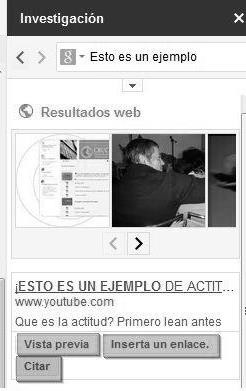 Investigación
Esto es un ejemplo
Resultados web
¡ESTO ES UN EJEMPLO DE ACTIT...
www.youtube.com
Que es la actitud? Primero lean antes
Vista previa
Inserta un enlace.
Citar